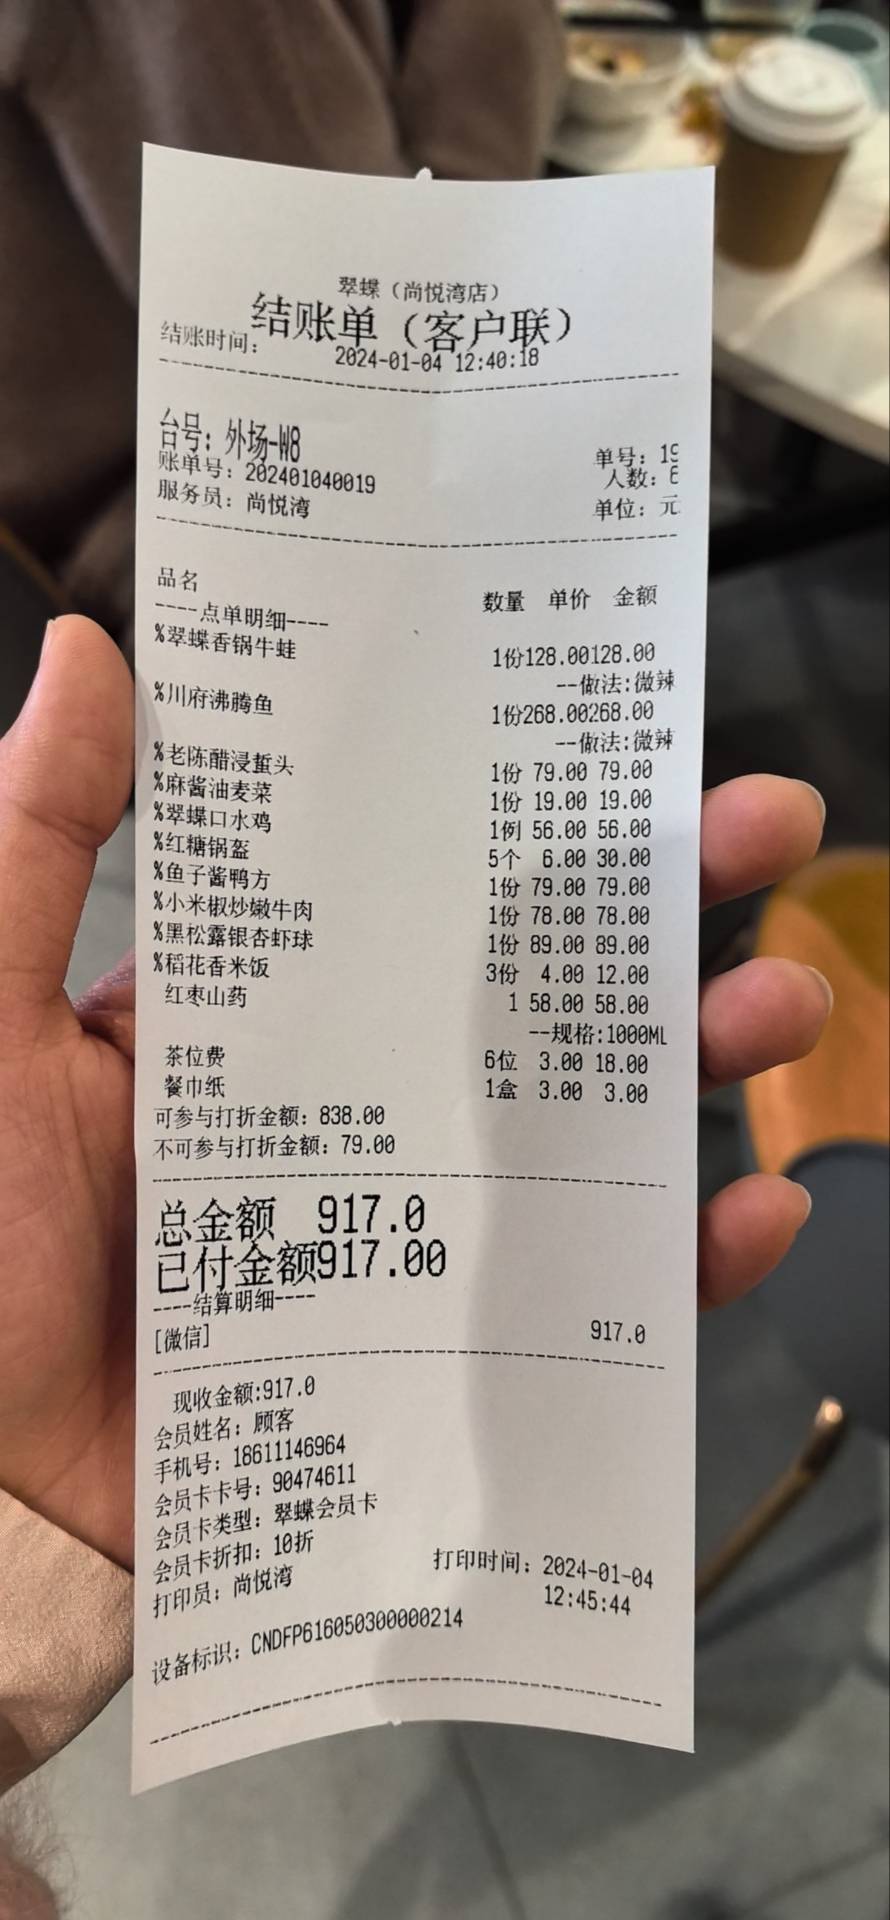 翠蝶（尚悦湾店）
结账单（客户联）
结账时间： 2024-01-04 12:40:18
台号：外场-W8
账单号：202401040019 单号：19
服务员：尚悦湾 人数：
单位：元
品名 数量 单价 金额
----点单明细----
%翠蝶香锅牛蛙 1份128.00128.00
--做法:微辣
%川府沸腾鱼 1份268.00268.00
--做法:微辣
%老陈醋浸蜇头 1份 79.00 79.00
%麻酱油麦菜 1份 19.00 19.00
%翠蝶口水鸡 1例 56.00 56.00
%红糖锅盔 5个 6.00 30.00
%鱼子酱鸭方 1份 79.00 79.00
%小米椒炒嫩牛肉 1份 78.00 78.00
%黑松露银杏虾球 1份 89.00 89.00
%稻花香米饭 3份 4.00 12.00
红枣山药 1 58.00 58.00
--规格:1000ML
茶位费 6位 3.00 18.00
餐巾纸 1盒 3.00 3.00
可参与打折金额：838.00
不可参与打折金额：79.00
总金额 917.0
已付金额917.00
----结算明细----
[微信] 917.0
现收金额:917.0
会员姓名：顾客
手机号：18611146964
会员卡卡号：90474611
会员卡类型：翠蝶会员卡
会员卡折扣：10折
打印员：尚悦湾 打印时间：2024-01-04
12:45:44
设备标识：CNDFP616050300000214